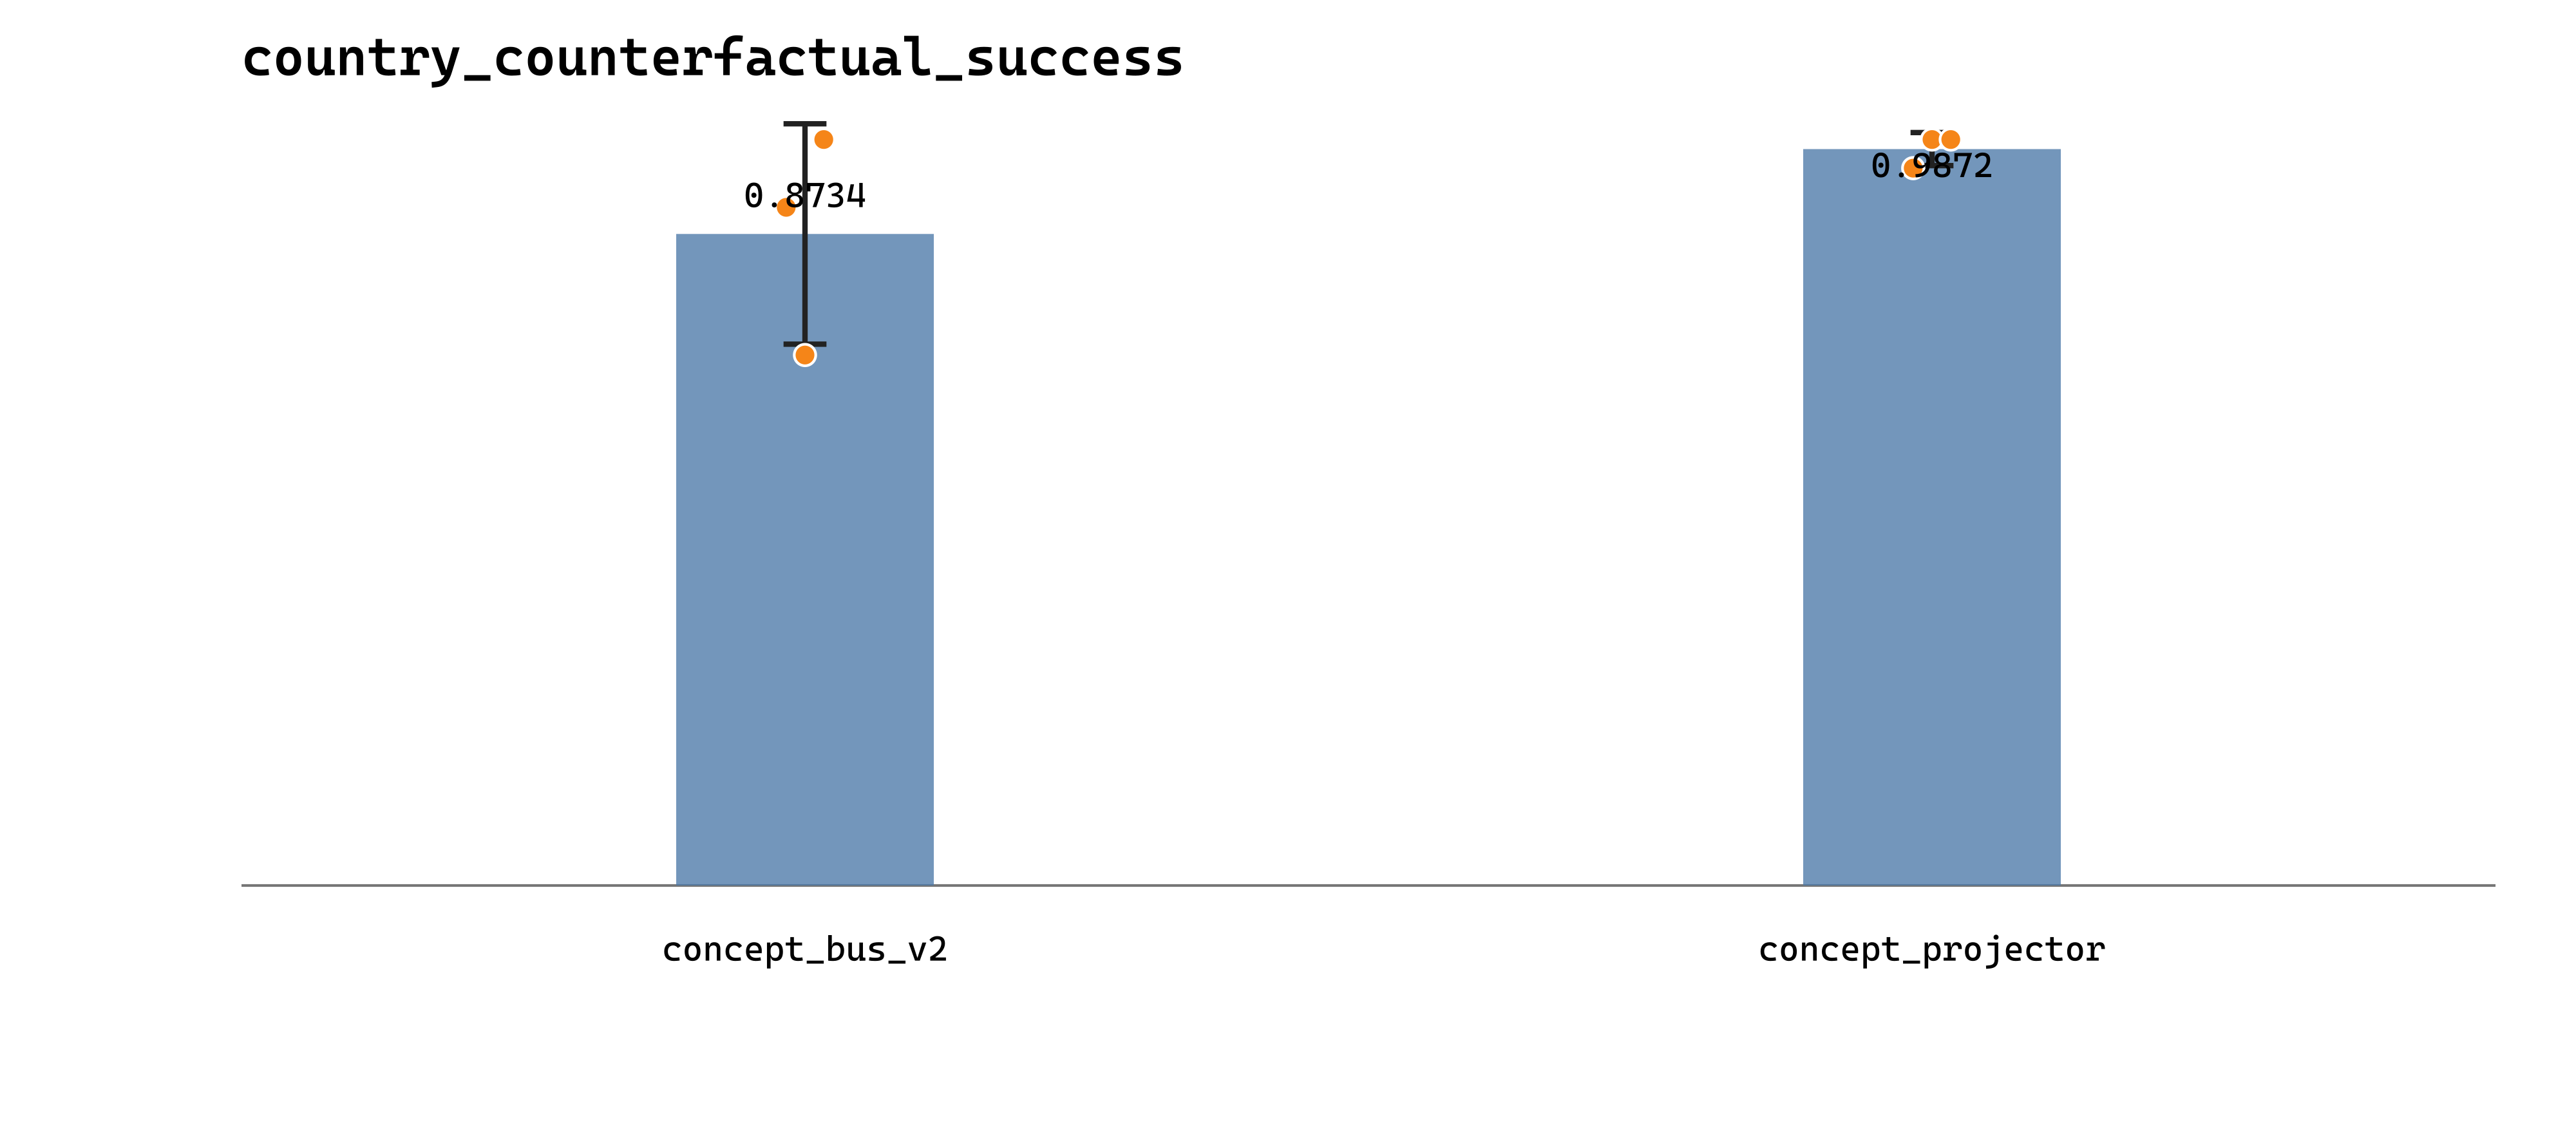 country_counterfactual_success
0.8734
0.9872
concept_bus_v2
concept_projector